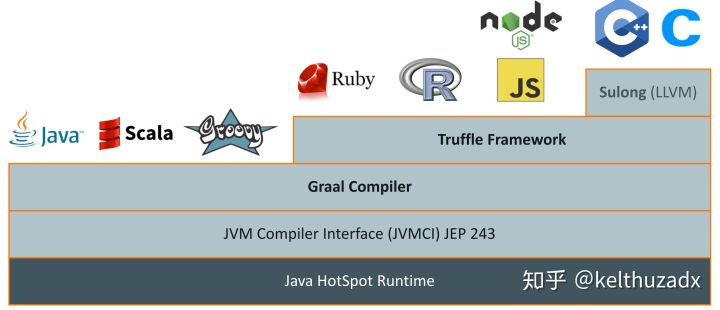 node
JS
C++
C
Ruby
R
JS
Sulong (LLVM)
Java™
Scala
Groovy
Truffle Framework
Graal Compiler
JVM Compiler Interface (JVMCI) JEP 243
Java HotSpot Runtime
知乎 @kelthuzadx